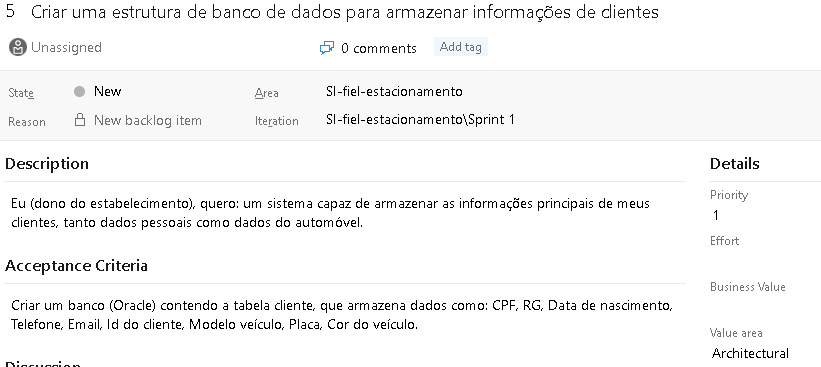 5 Criar uma estrutura de banco de dados para armazenar informações de clientes
Unassigned 0 comments Add tag
State New Area SI-fiel-estacionamento
Reason New backlog item Iteration SI-fiel-estacionamento\Sprint 1
Description
Eu (dono do estabelecimento), quero: um sistema capaz de armazenar as informações principais de meus
clientes, tanto dados pessoais como dados do automóvel.
Acceptance Criteria
Criar um banco (Oracle) contendo a tabela cliente, que armazena dados como: CPF, RG, Data de nascimento,
Telefone, Email, Id do cliente, Modelo veículo, Placa, Cor do veículo.
Discussion
Details
Priority
1
Effort
Business Value
Value area
Architectural